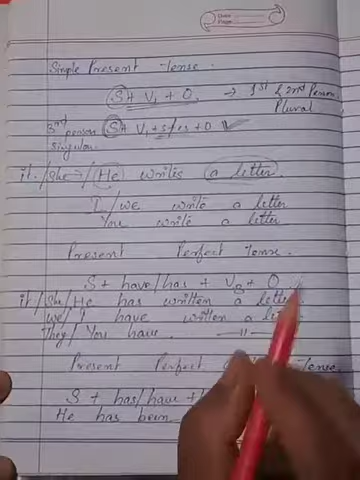 Simple Present Tense.
S + V1 + O. → 1st & 2nd Person
Plural
3rd person S + V1 + s/es + O
singular
it / She / He writes a letter.
I / we write a letter
You write a letter
Present Perfect Tense.
S + have/has + V3 + O
it / She / He has written a letter
we / I have written a
They / You have. —"—
Present Perfect Tense.
S + has/have +
He has been